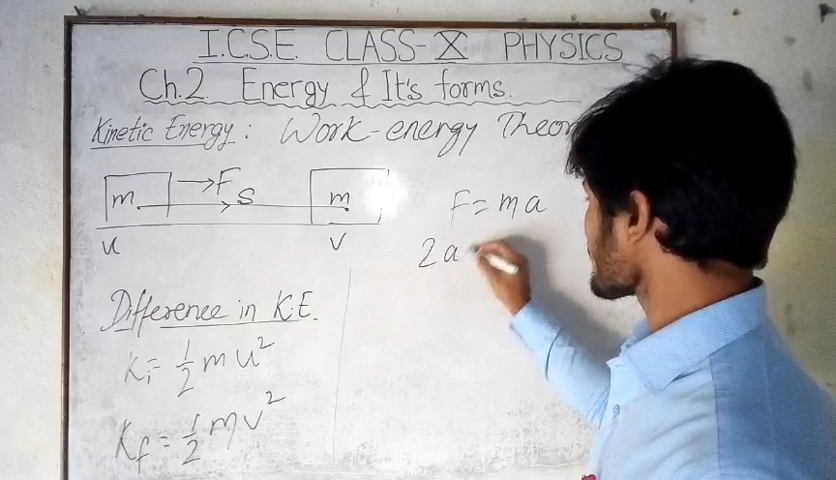 I.C.S.E. CLASS-X PHYSICS
Ch.2 Energy & It's forms.
Kinetic Energy: Work-energy Theor
m →F S m
u v
F = ma
2a
Difference in K.E.
Ki = 1/2 mu²
Kf = 1/2 mv²